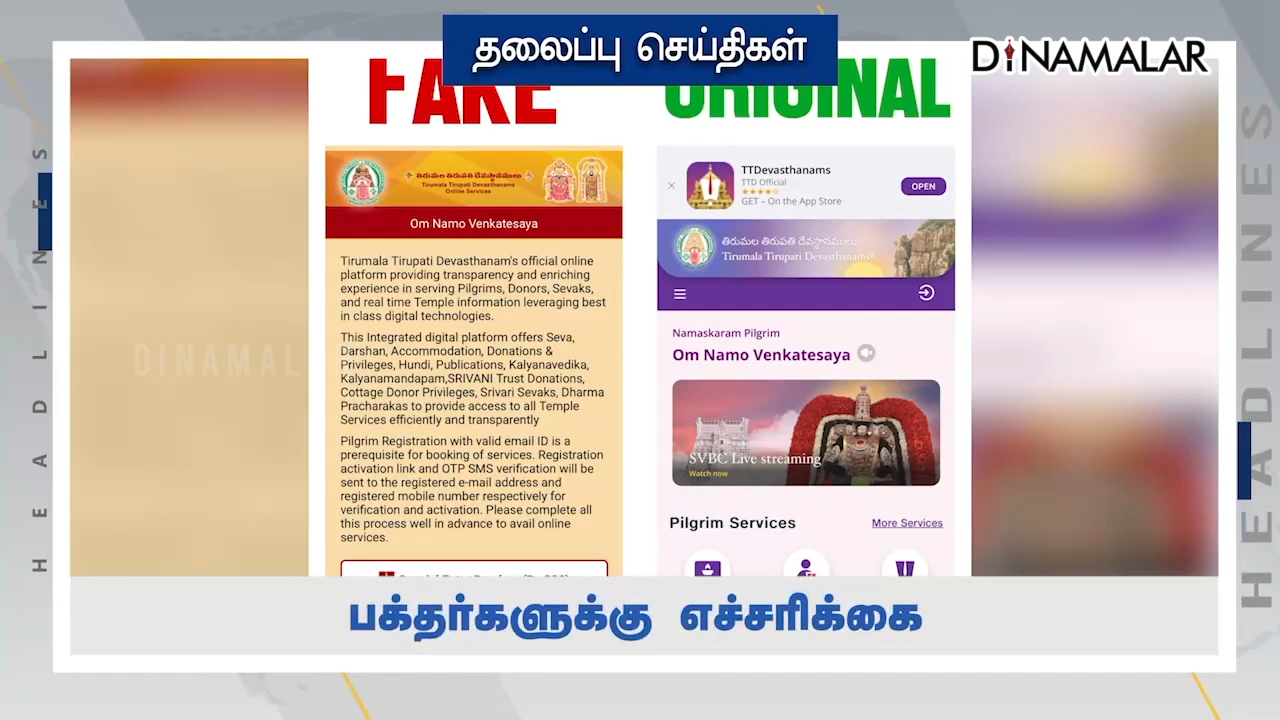 தலைப்பு செய்திகள்
DINAMALAR
FAKE
ORIGINAL
తిరుమల తిరుపతి దేవస్థానములు
Tirumala Tirupati Devasthanams
Online Services
Om Namo Venkatesaya
Tirumala Tirupati Devasthanam's official online
platform providing transparency and enriching
experience in serving Pilgrims, Donors, Sevaks,
and real time Temple information leveraging best
in class digital technologies.
This Integrated digital platform offers Seva,
Darshan, Accommodation, Donations &
Privileges, Hundi, Publications, Kalyanavedika,
Kalyanamandapam,SRIVANI Trust Donations,
Cottage Donor Privileges, Srivari Sevaks, Dharma
Pracharakas to provide access to all Temple
Services efficiently and transparently
Pilgrim Registration with valid email ID is a
prerequisite for booking of services. Registration
activation link and OTP SMS verification will be
sent to the registered e-mail address and
registered mobile number respectively for
verification and activation. Please complete all
this process well in advance to avail online
services.
TTDevasthanams
TTD Official
GET – On the App Store
OPEN
తిరుమల తిరుపతి దేవస్థానములు
Tirumala Tirupati Devasthanams
Namaskaram Pilgrim
Om Namo Venkatesaya
SVBC Live streaming
Watch now
Pilgrim Services
More Services
DINAMAL
HEADLINES
HEADLINES
பக்தர்களுக்கு எச்சரிக்கை